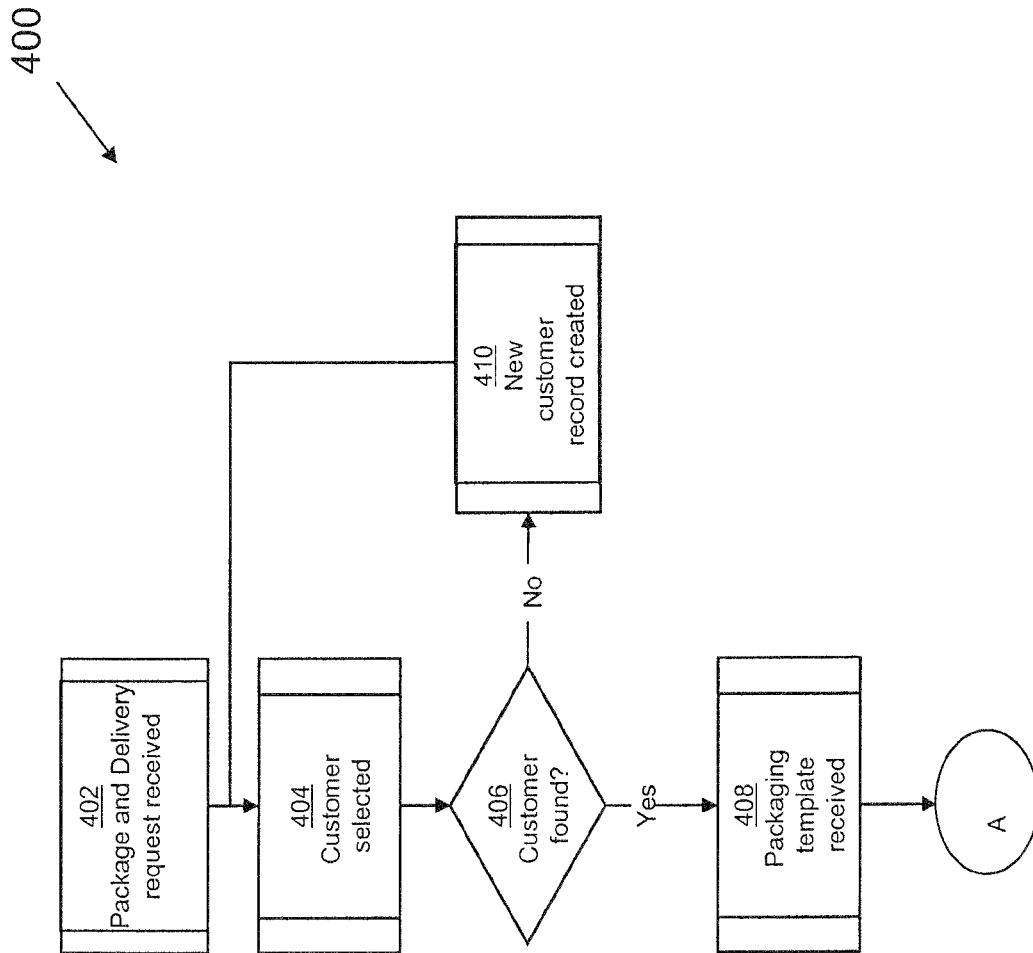 400
402
Package and Delivery
request received
404
Customer
selected
406
Customer
found?
No
410
New
customer
record created
Yes
408
Packaging
template
received
A